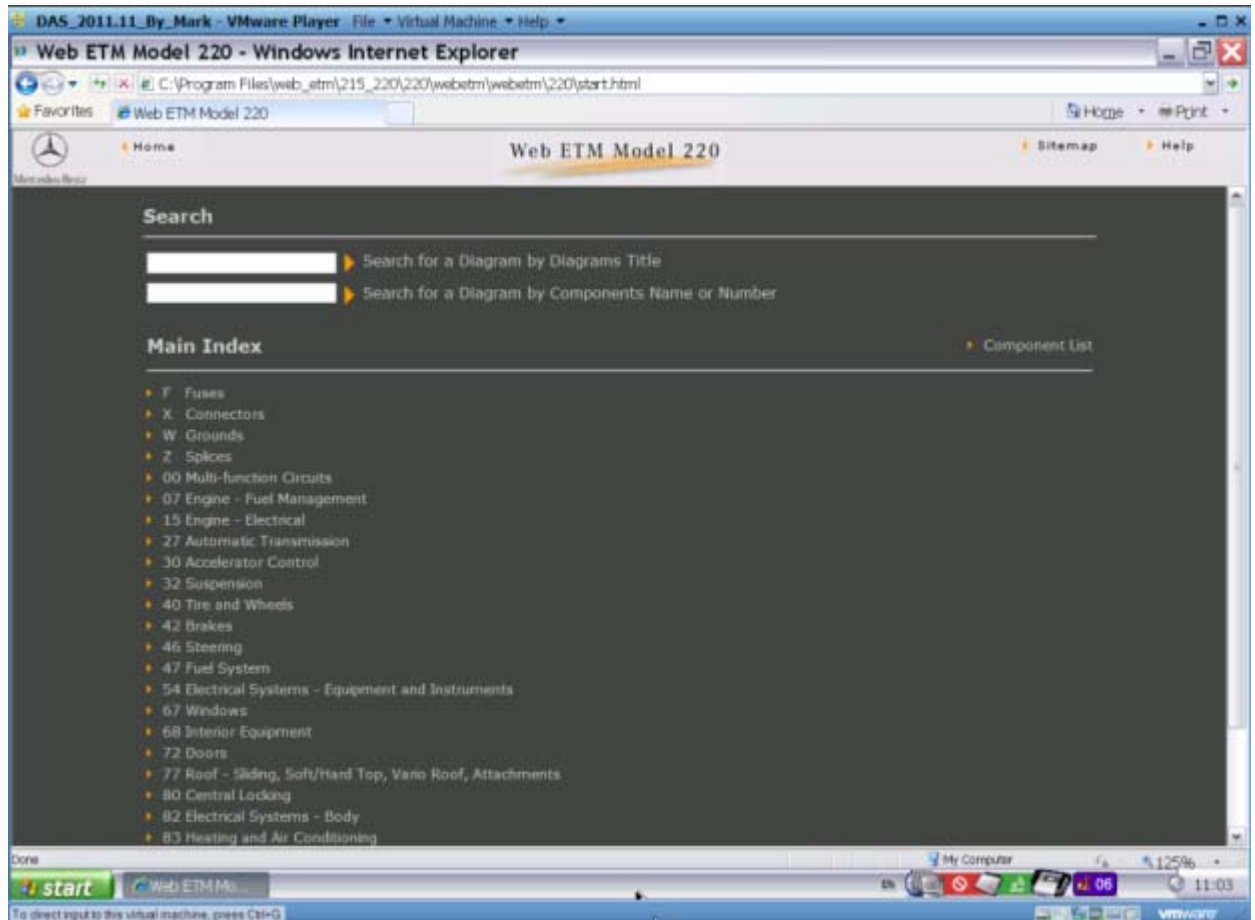 DAS_2011.11_By_Mark - VMware Player File Virtual Machine Help
Web ETM Model 220 - Windows Internet Explorer
C:\Program Files\web_etm\215_220\220\webetm\webetm\220\start.html
Favorites Web ETM Model 220 Home Print
Home Web ETM Model 220 Sitemap Help
Mercedes-Benz
Search
Search for a Diagram by Diagrams Title
Search for a Diagram by Components Name or Number
Main Index Component List
F Fuses
X Connectors
W Grounds
Z Splices
00 Multi-function Circuits
07 Engine - Fuel Management
15 Engine - Electrical
27 Automatic Transmission
30 Accelerator Control
32 Suspension
40 Tire and Wheels
42 Brakes
46 Steering
47 Fuel System
54 Electrical Systems - Equipment and Instruments
67 Windows
68 Interior Equipment
72 Doors
77 Roof - Sliding, Soft/Hard Top, Vario Roof, Attachments
80 Central Locking
82 Electrical Systems - Body
83 Heating and Air Conditioning
Done My Computer 125%
start Web ETM Mo... EN 06 11:03
To direct input to this virtual machine, press Ctrl+G. vmware